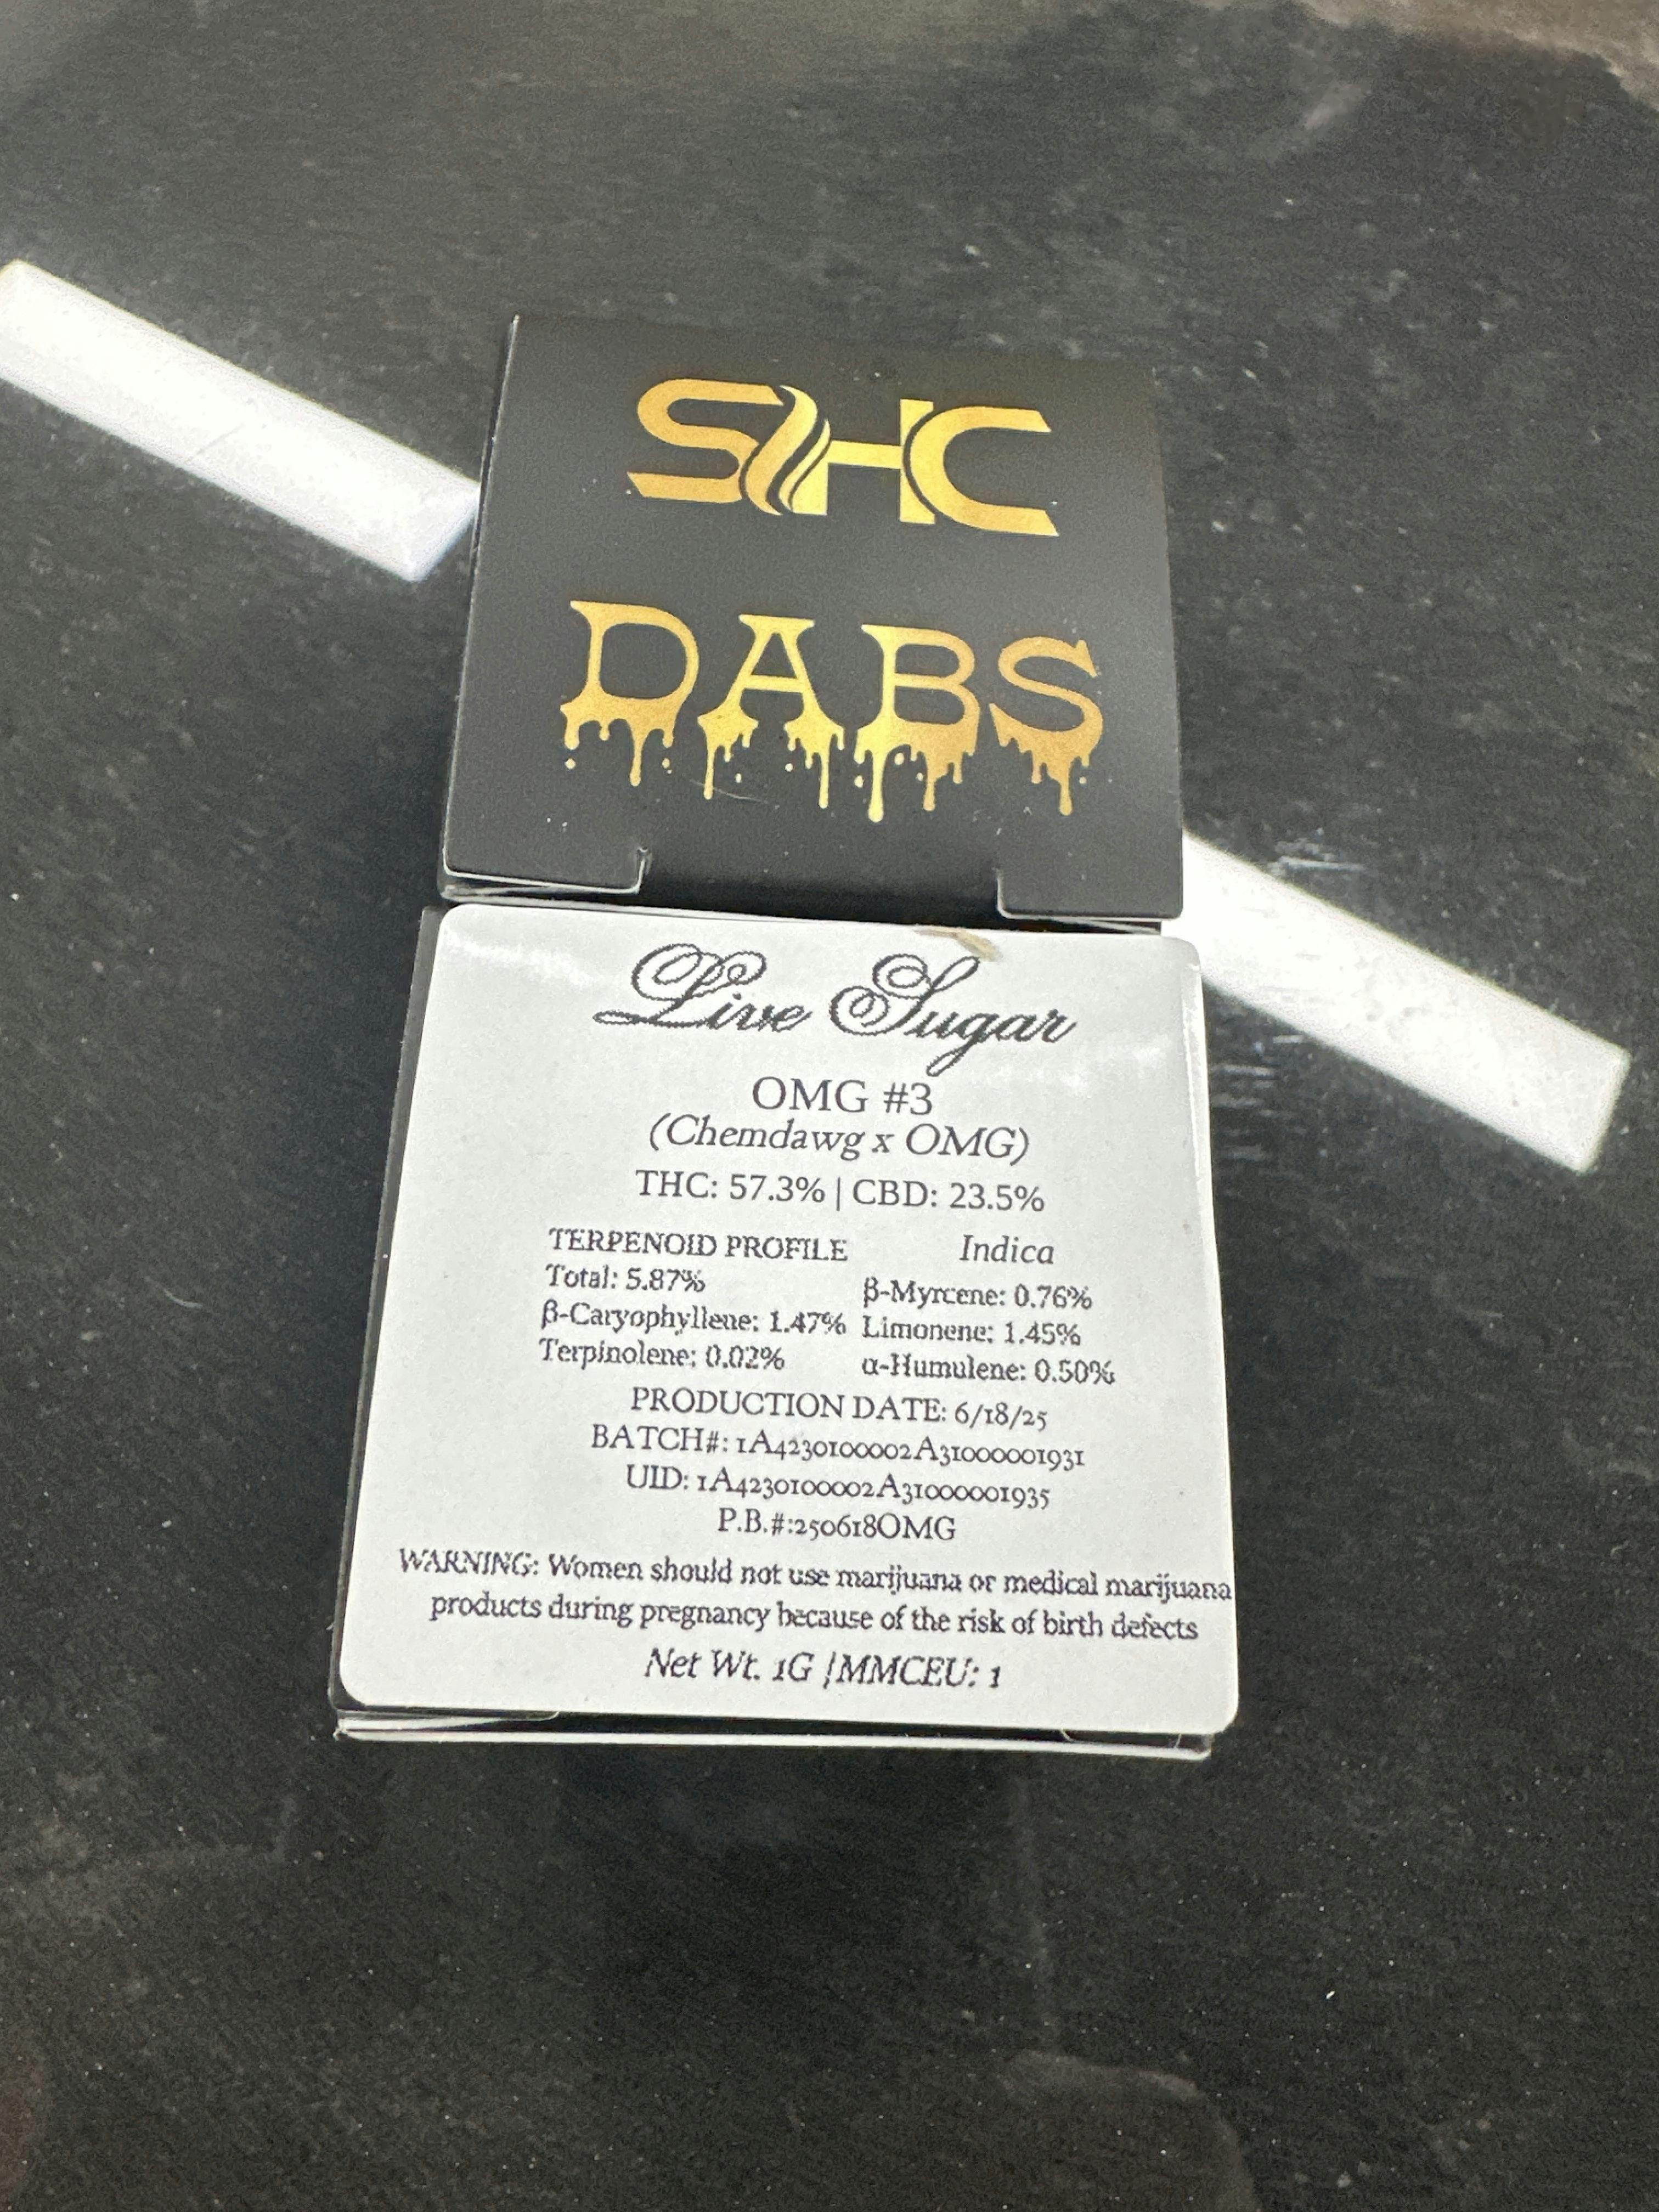 SHC
DABS
Live Sugar
OMG #3
(Chemdawg x OMG)
THC: 57.3% | CBD: 23.5%
TERPENOID PROFILE Indica
Total: 5.87% β-Myrcene: 0.76%
β-Caryophyllene: 1.47% Limonene: 1.45%
Terpinolene: 0.02% α-Humulene: 0.50%
PRODUCTION DATE: 6/18/25
BATCH#: 1A4230100002A31000001931
UID: 1A4230100002A31000001935
P.B.#:250618OMG
WARNING: Women should not use marijuana or medical marijuana
products during pregnancy because of the risk of birth defects
Net Wt. 1G |MMCEU: 1